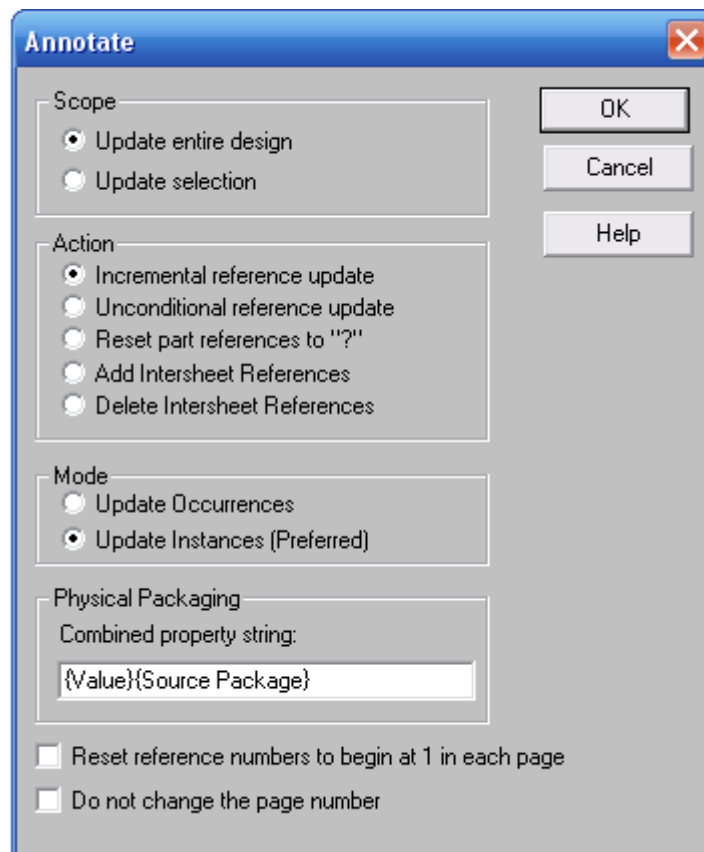 Annotate
Scope
Update entire design
Update selection
OK
Cancel
Help
Action
Incremental reference update
Unconditional reference update
Reset part references to "?"
Add Intersheet References
Delete Intersheet References
Mode
Update Occurrences
Update Instances (Preferred)
Physical Packaging
Combined property string:
{Value}{Source Package}
Reset reference numbers to begin at 1 in each page
Do not change the page number